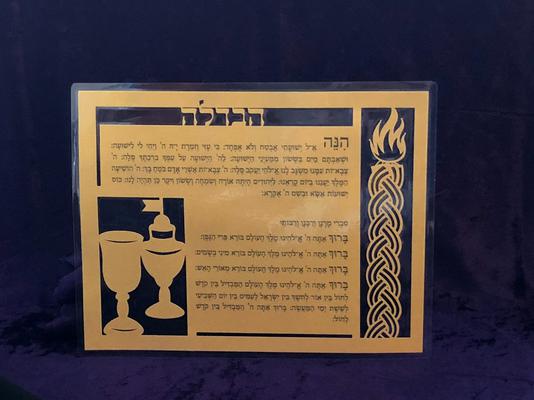 הבדלה
הִנֵּה אֵ־ל יְשׁוּעָתִי אֶבְטַח וְלֹא אֶפְחָד: כִּי עָזִּי וְזִמְרָת יָ־הּ ה' וַיְהִי לִי לִישׁוּעָה:
וּשְׁאַבְתֶּם מַיִם בְּשָׂשׂוֹן מִמַּעַיְנֵי הַיְשׁוּעָה: לַה' הַיְשׁוּעָה עַל עַמְּךָ בִרְכָתֶךָ סֶּלָה: ה'
צְבָאוֹת עִמָּנוּ מִשְׂגָּב לָנוּ אֱלֹהֵי יַעֲקֹב סֶלָה: ה' צְבָאוֹת אַשְׁרֵי אָדָם בֹּטֵחַ בָּךְ: ה' הוֹשִׁיעָה
הַמֶּלֶךְ יַעֲנֵנוּ בְיוֹם קָרְאֵנוּ: לַיְּהוּדִים הָיְתָה אוֹרָה וְשִׂמְחָה וְשָׂשׂוֹן וִיקָר: כֵּן תִּהְיֶה לָּנוּ: כּוֹס
יְשׁוּעוֹת אֶשָּׂא וּבְשֵׁם ה' אֶקְרָא:
סַבְרִי מָרָנָן וְרַבָּנָן וְרַבּוֹתַי
בָּרוּךְ אַתָּה ה' אֱ־לֹהֵינוּ מֶלֶךְ הָעוֹלָם בּוֹרֵא פְּרִי הַגָּפֶן:
בָּרוּךְ אַתָּה ה' אֱ־לֹהֵינוּ מֶלֶךְ הָעוֹלָם בּוֹרֵא מִינֵי בְשָׂמִים:
בָּרוּךְ אַתָּה ה' אֱ־לֹהֵינוּ מֶלֶךְ הָעוֹלָם בּוֹרֵא מְאוֹרֵי הָאֵשׁ:
בָּרוּךְ אַתָּה ה' אֱ־לֹהֵינוּ מֶלֶךְ הָעוֹלָם הַמַּבְדִּיל בֵּין קֹדֶשׁ
לְחוֹל בֵּין אוֹר לְחֹשֶׁךְ בֵּין יִשְׂרָאֵל לָעַמִּים בֵּין יוֹם הַשְּׁבִיעִי
לְשֵׁשֶׁת יְמֵי הַמַּעֲשֶׂה: בָּרוּךְ אַתָּה ה' הַמַּבְדִּיל בֵּין קֹדֶשׁ
לְחוֹל: